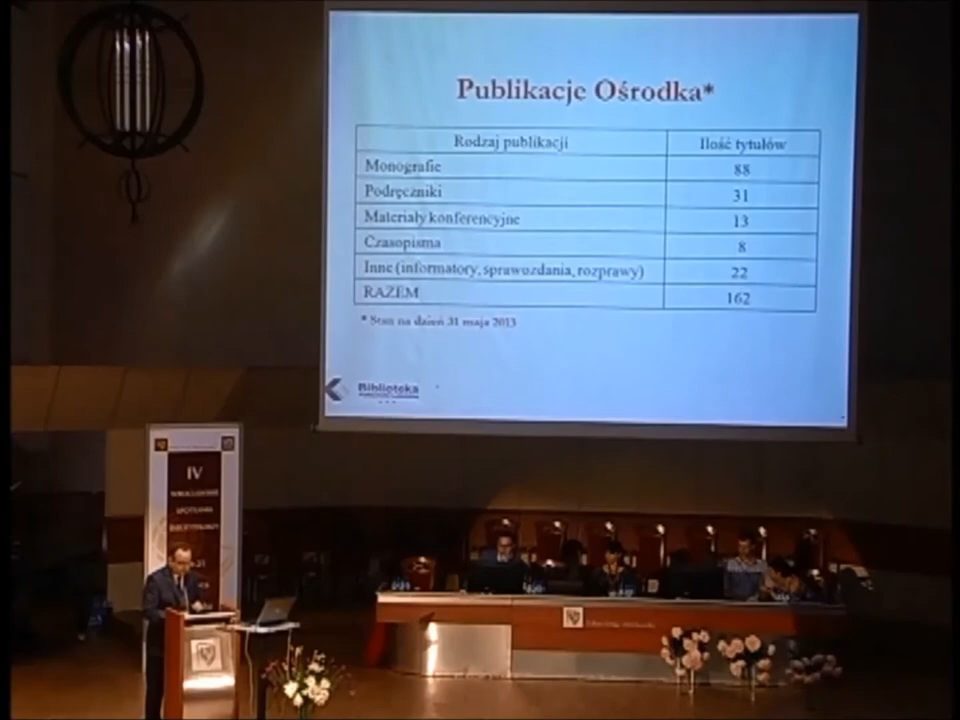 Publikacje Ośrodka*
Rodzaj publikacji Ilość tytułów
Monografie 88
Podręczniki 31
Materiały konferencyjne 13
Czasopisma 8
Inne (informatory, sprawozdania, rozprawy) 22
RAZEM 162
* Stan na dzień 31 maja 2013
Biblioteka
IV
SPOTKANIA